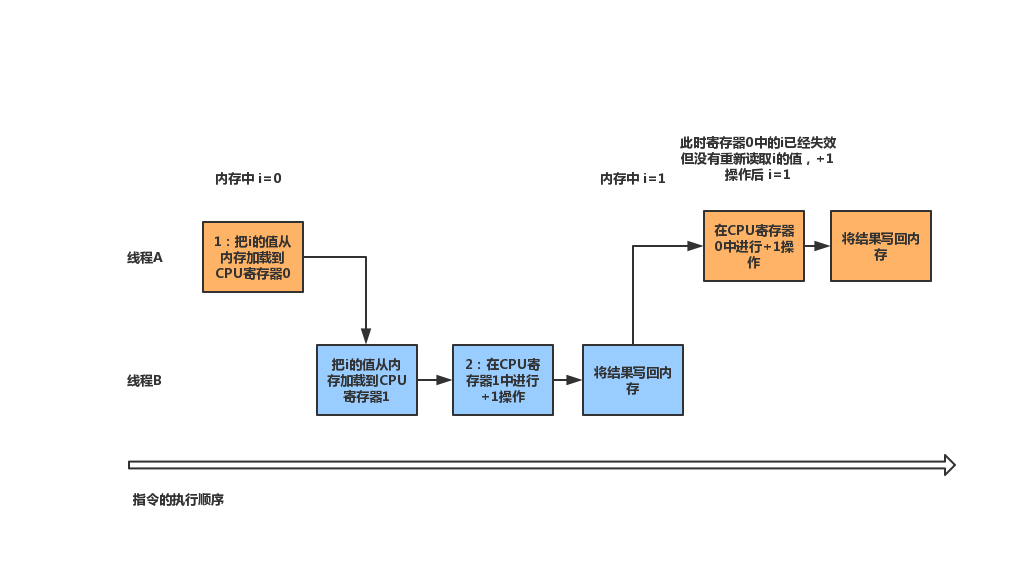 此时寄存器0中的i已经失效
但没有重新读取i的值，+1
操作后 i=1
内存中 i=0
内存中 i=1
线程A
1：把i的值从
内存加载到
CPU寄存器0
在CPU寄存器
0中进行+1操
作
将结果写回内
存
线程B
把i的值从内
存加载到CPU
寄存器1
2：在CPU寄
存器1中进行
+1操作
将结果写回内
存
指令的执行顺序